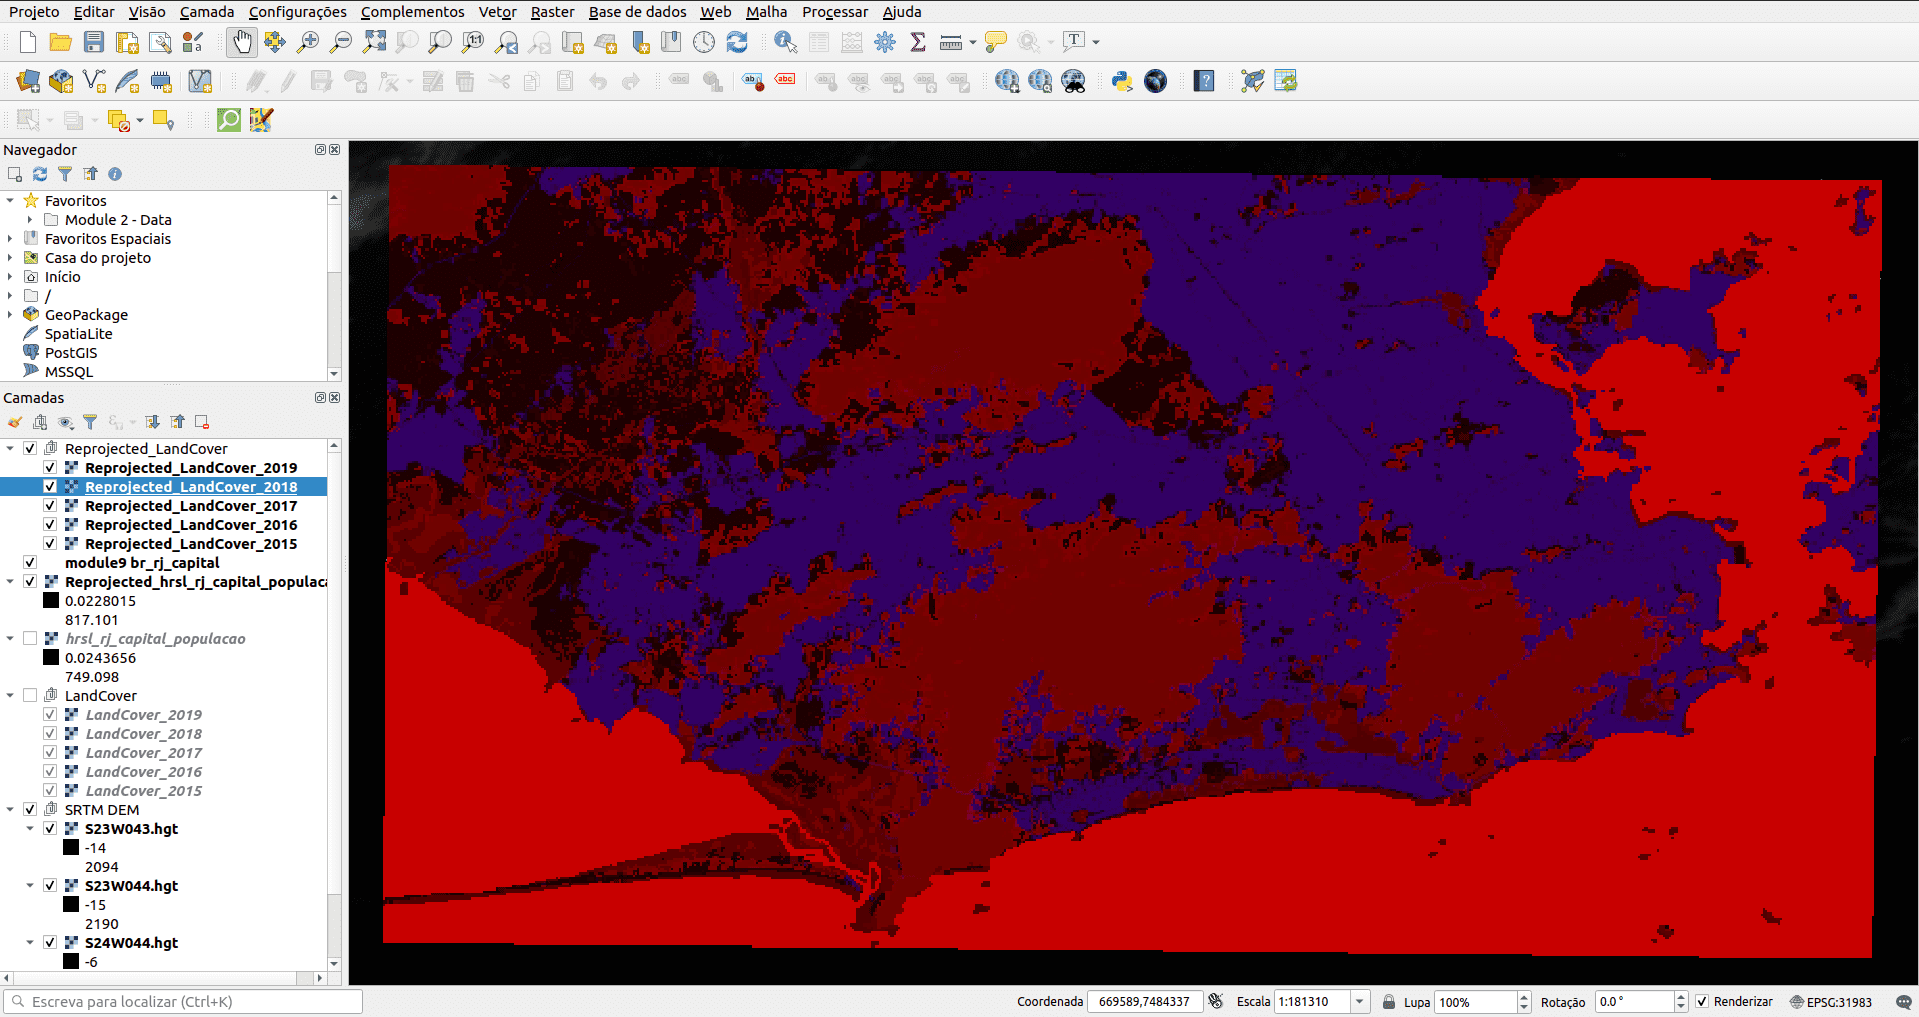 Projeto Editar Visão Camada Configurações Complementos Vetor Raster Base de dados Web Malha Processar Ajuda
Navegador
Favoritos
Module 2 - Data
Favoritos Espaciais
Casa do projeto
Início
/
GeoPackage
SpatiaLite
PostGIS
MSSQL
Camadas
Reprojected_LandCover
Reprojected_LandCover_2019
Reprojected_LandCover_2018
Reprojected_LandCover_2017
Reprojected_LandCover_2016
Reprojected_LandCover_2015
module9 br_rj_capital
Reprojected_hrsl_rj_capital_populaca
0.0228015
817.101
hrsl_rj_capital_populacao
0.0243656
749.098
LandCover
LandCover_2019
LandCover_2018
LandCover_2017
LandCover_2016
LandCover_2015
SRTM DEM
S23W043.hgt
-14
2094
S23W044.hgt
-15
2190
S24W044.hgt
-6
Escreva para localizar (Ctrl+K)
Coordenada 669589,7484337 Escala 1:181310 Lupa 100% Rotação 0.0 ° Renderizar EPSG:31983